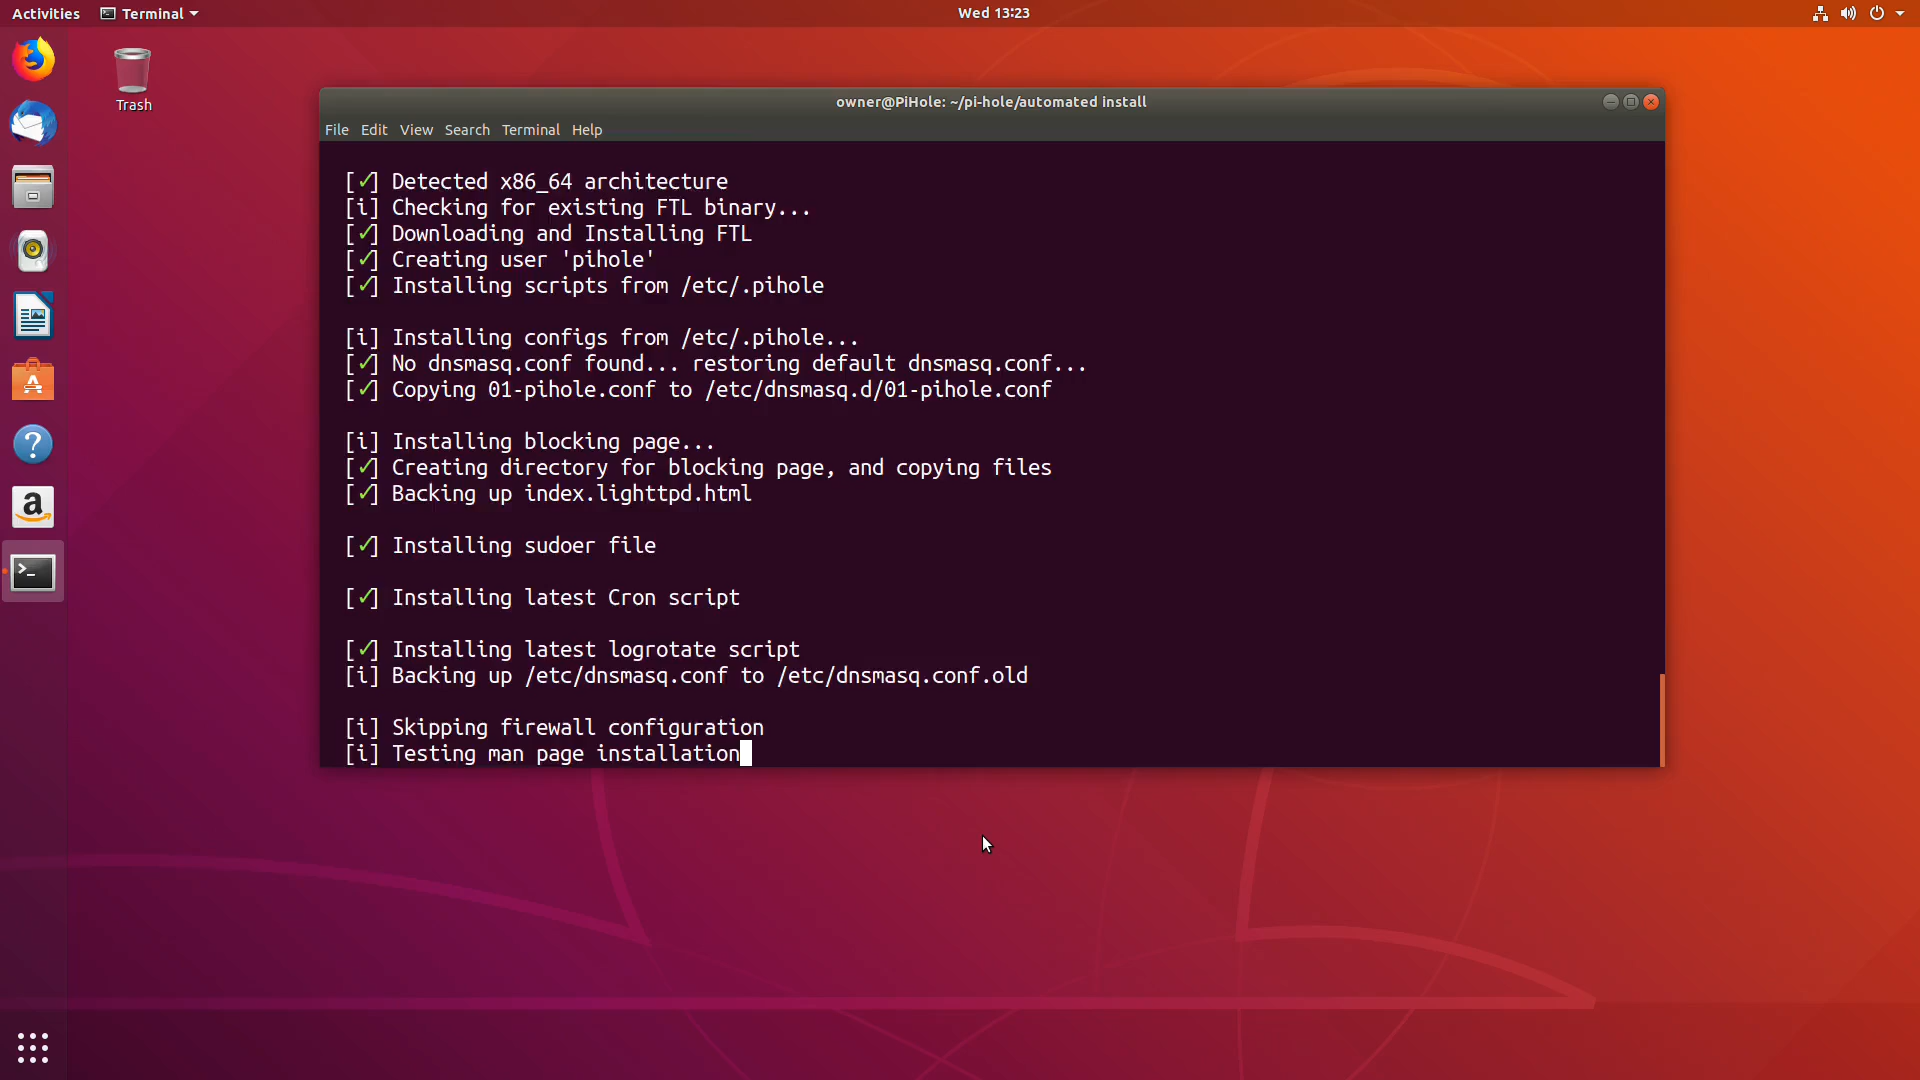 Activities
Terminal
Wed 13:23
Trash
owner@PiHole: ~/pi-hole/automated install
File Edit View Search Terminal Help
[✓] Detected x86_64 architecture
[i] Checking for existing FTL binary...
[✓] Downloading and Installing FTL
[✓] Creating user 'pihole'
[✓] Installing scripts from /etc/.pihole
[i] Installing configs from /etc/.pihole...
[✓] No dnsmasq.conf found... restoring default dnsmasq.conf...
[✓] Copying 01-pihole.conf to /etc/dnsmasq.d/01-pihole.conf
[i] Installing blocking page...
[✓] Creating directory for blocking page, and copying files
[✓] Backing up index.lighttpd.html
[✓] Installing sudoer file
[✓] Installing latest Cron script
[✓] Installing latest logrotate script
[i] Backing up /etc/dnsmasq.conf to /etc/dnsmasq.conf.old
[i] Skipping firewall configuration
[i] Testing man page installation